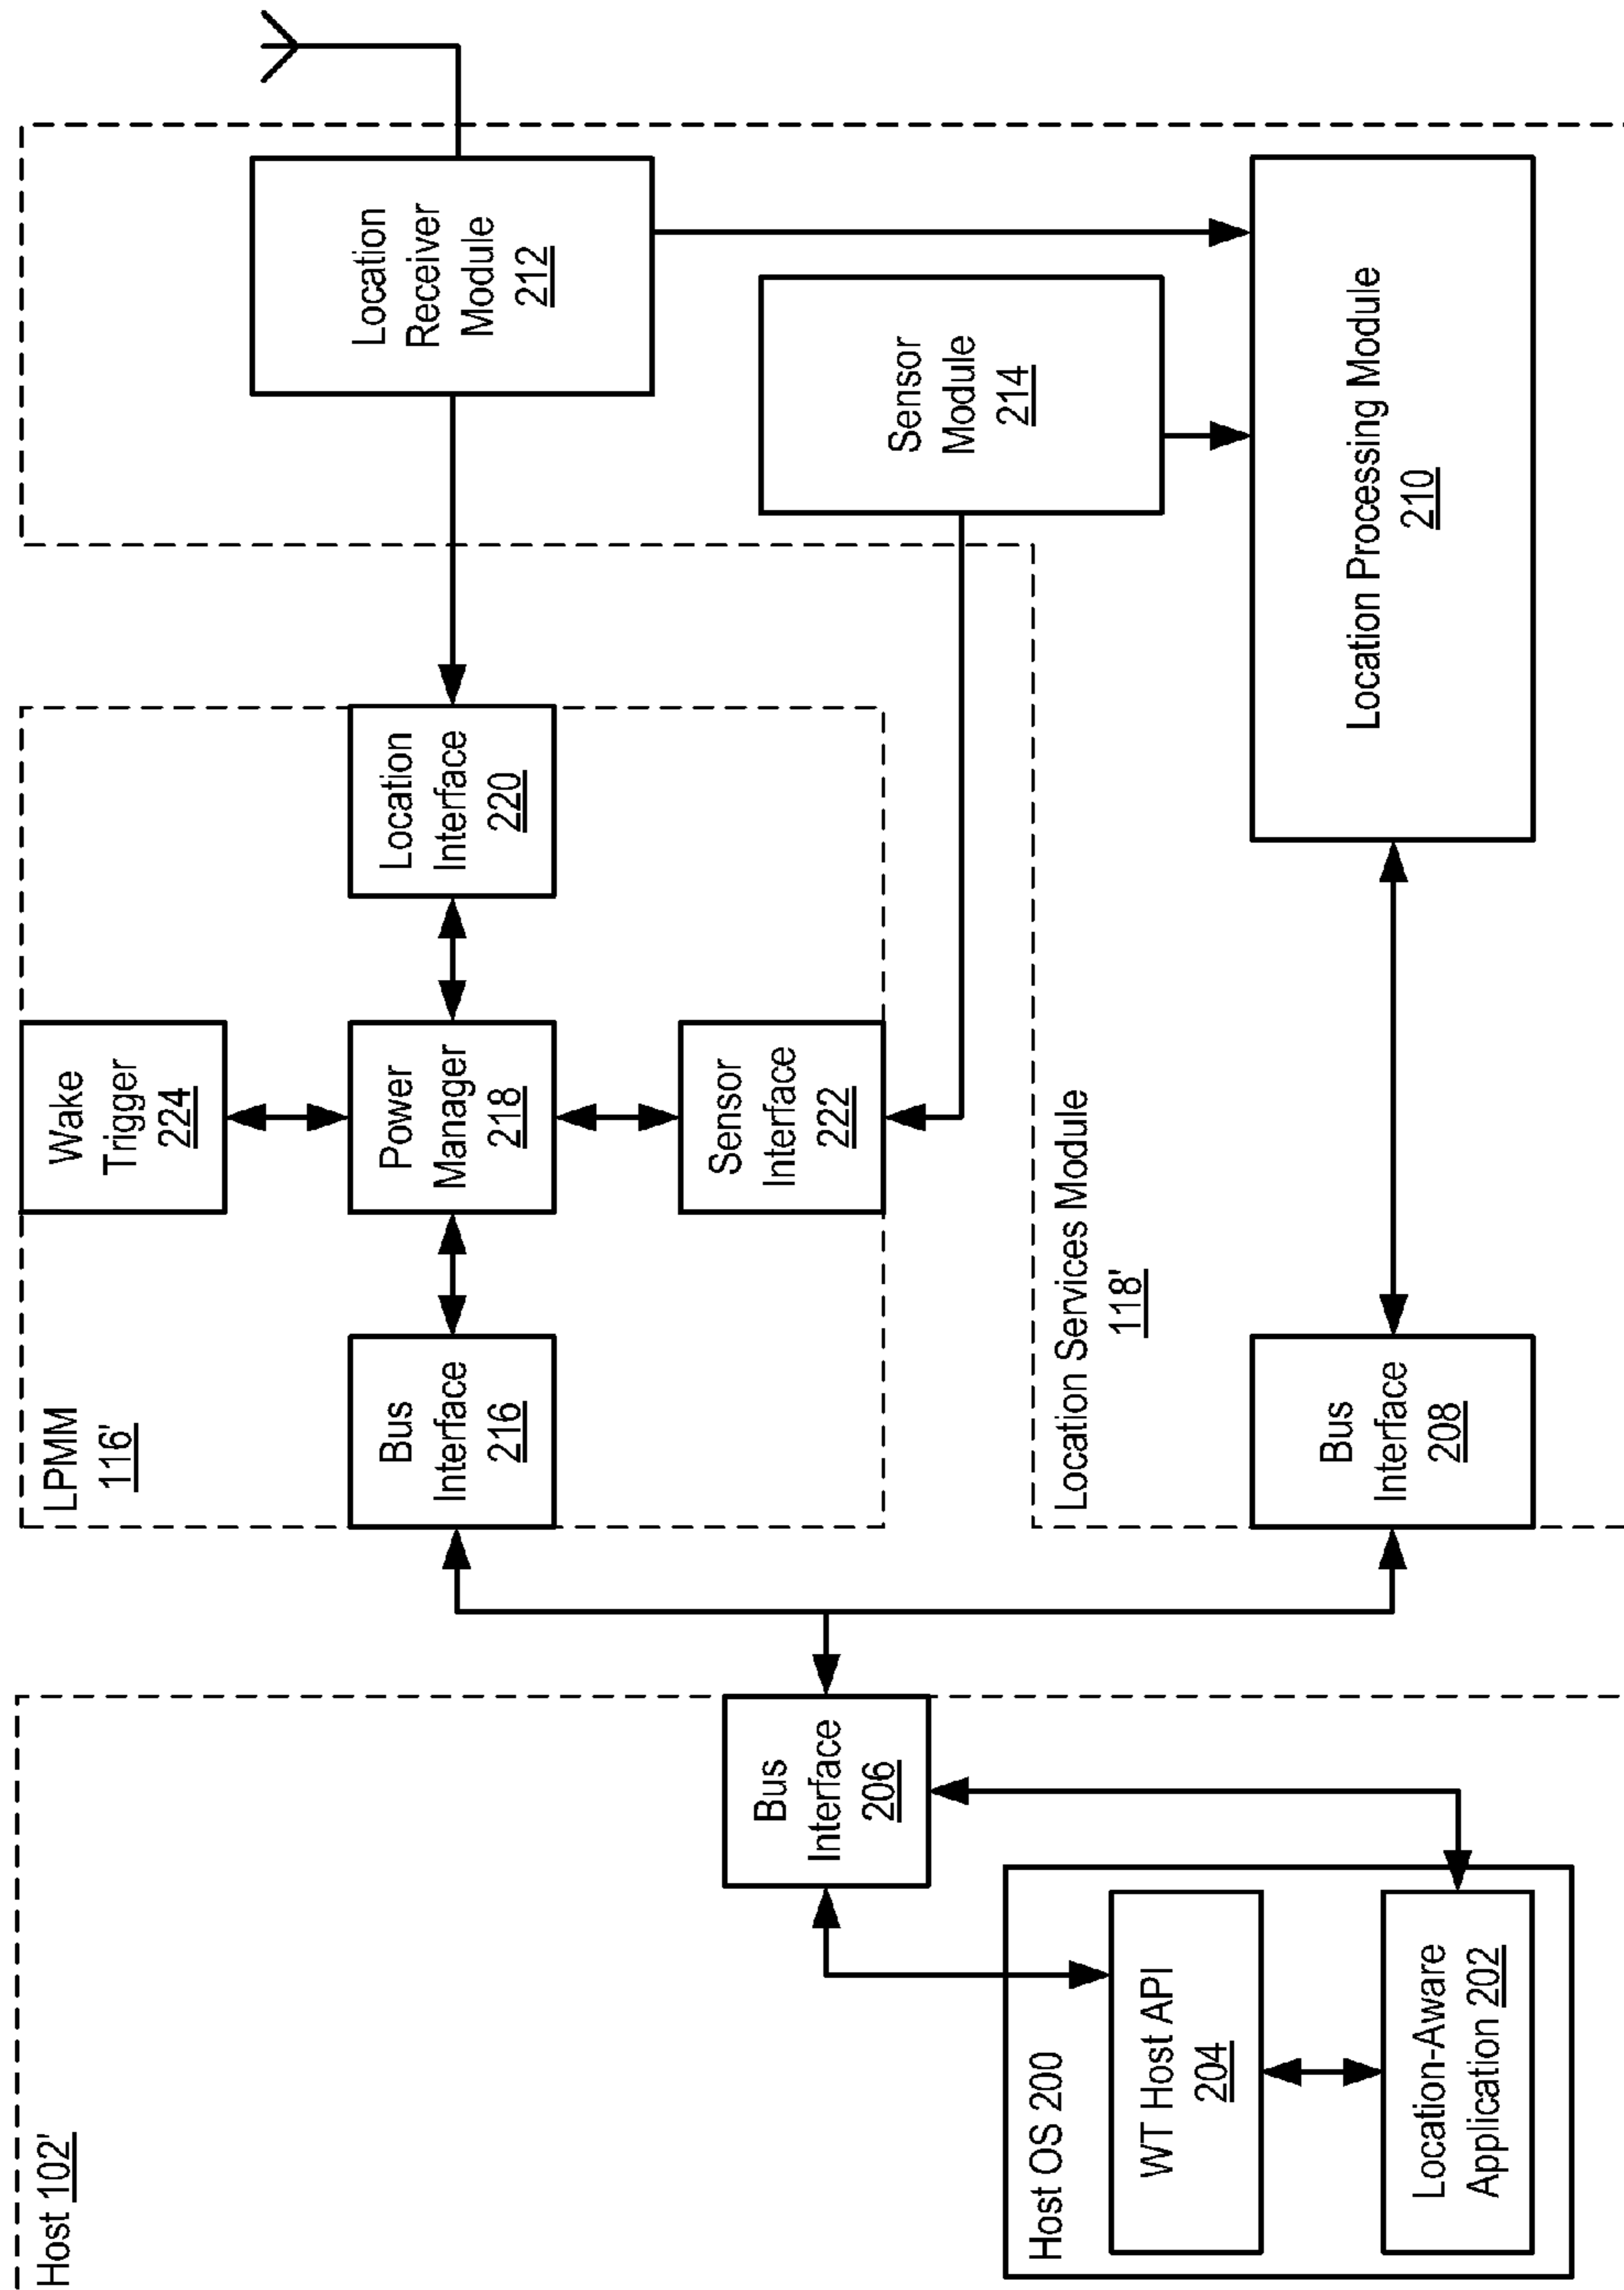 Host 102'
Host OS 200
WT Host API
204
Location-Aware
Application 202
Bus
Interface
206
LPMM
116'
Bus
Interface
216
Wake
Trigger
224
Power
Manager
218
Sensor
Interface
222
Location
Interface
220
Location Services Module
118'
Bus
Interface
208
Location
Receiver
Module
212
Sensor
Module
214
Location Processing Module
210